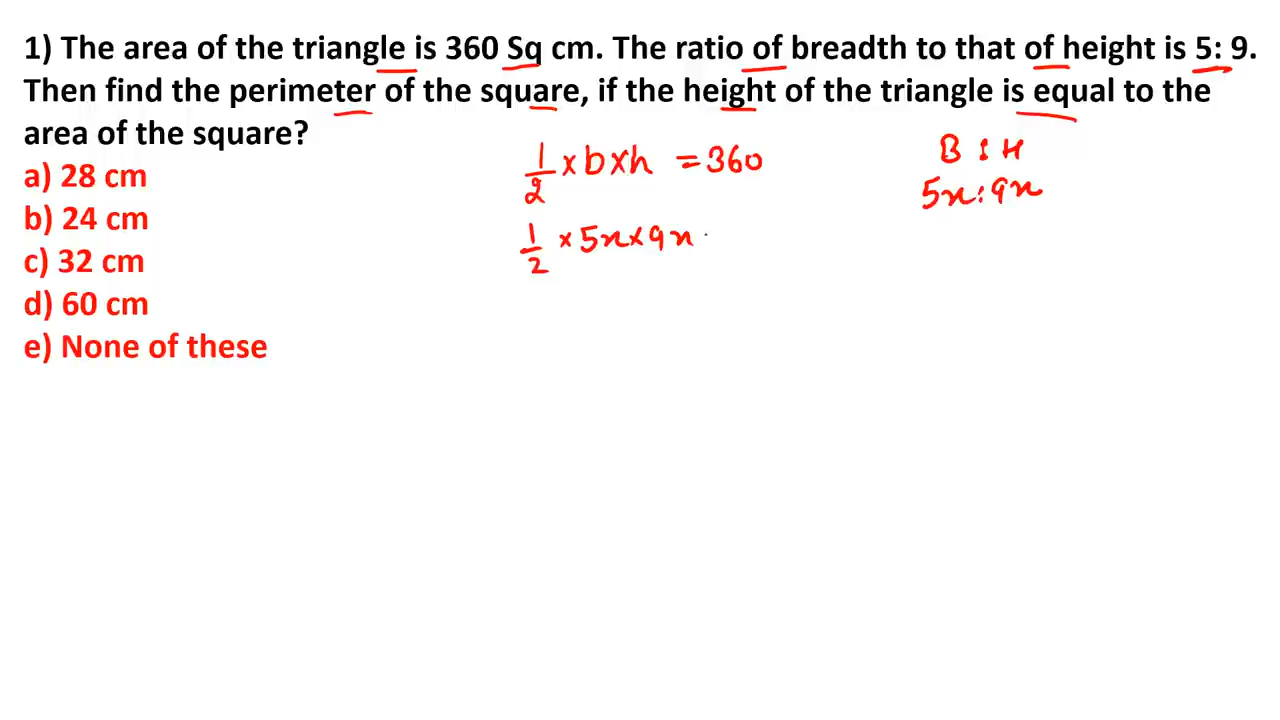 1) The area of the triangle is 360 Sq cm. The ratio of breadth to that of height is 5: 9.
Then find the perimeter of the square, if the height of the triangle is equal to the
area of the square?
a) 28 cm
b) 24 cm
c) 32 cm
d) 60 cm
e) None of these
1/2 × b × h = 360
B : H
5x : 9x
1/2 × 5x × 9x